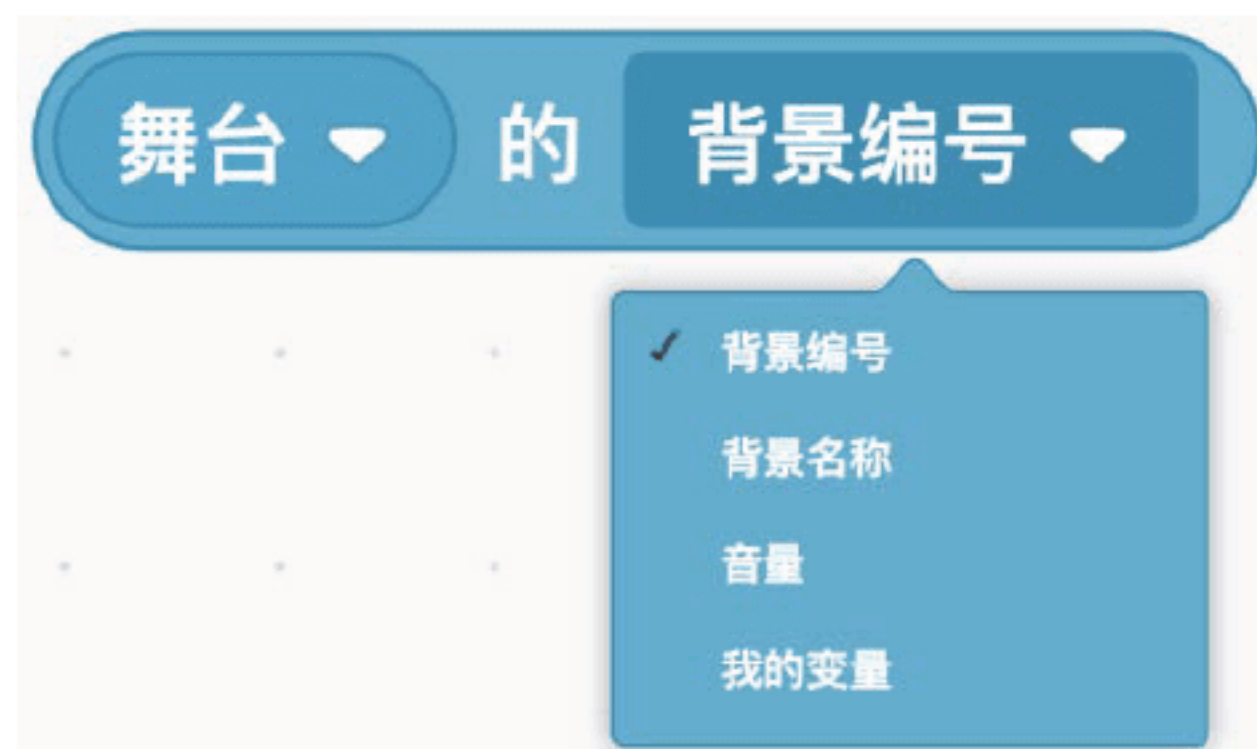 舞台 的 背景编号
背景编号
背景名称
音量
我的变量